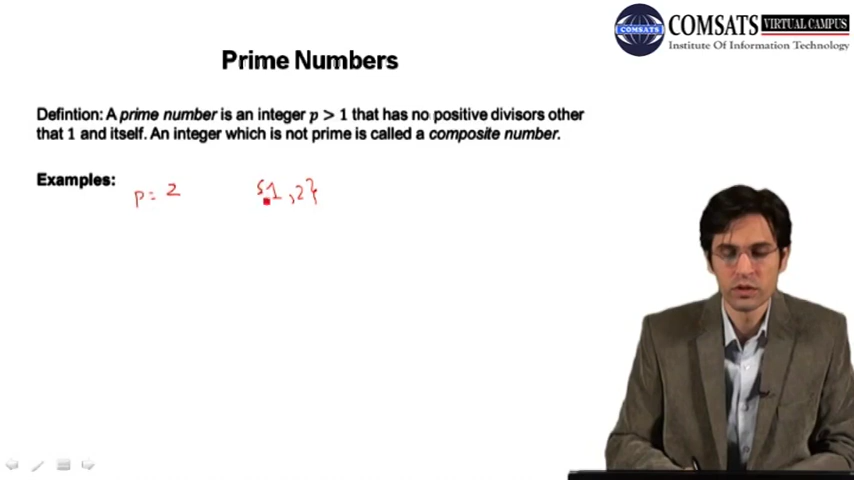 COMSATS VIRTUAL CAMPUS
COMSATS
Institute Of Information Technology
Prime Numbers
Defintion: A prime number is an integer p > 1 that has no positive divisors other
that 1 and itself. An integer which is not prime is called a composite number.
Examples:
p = 2 {1, 2}